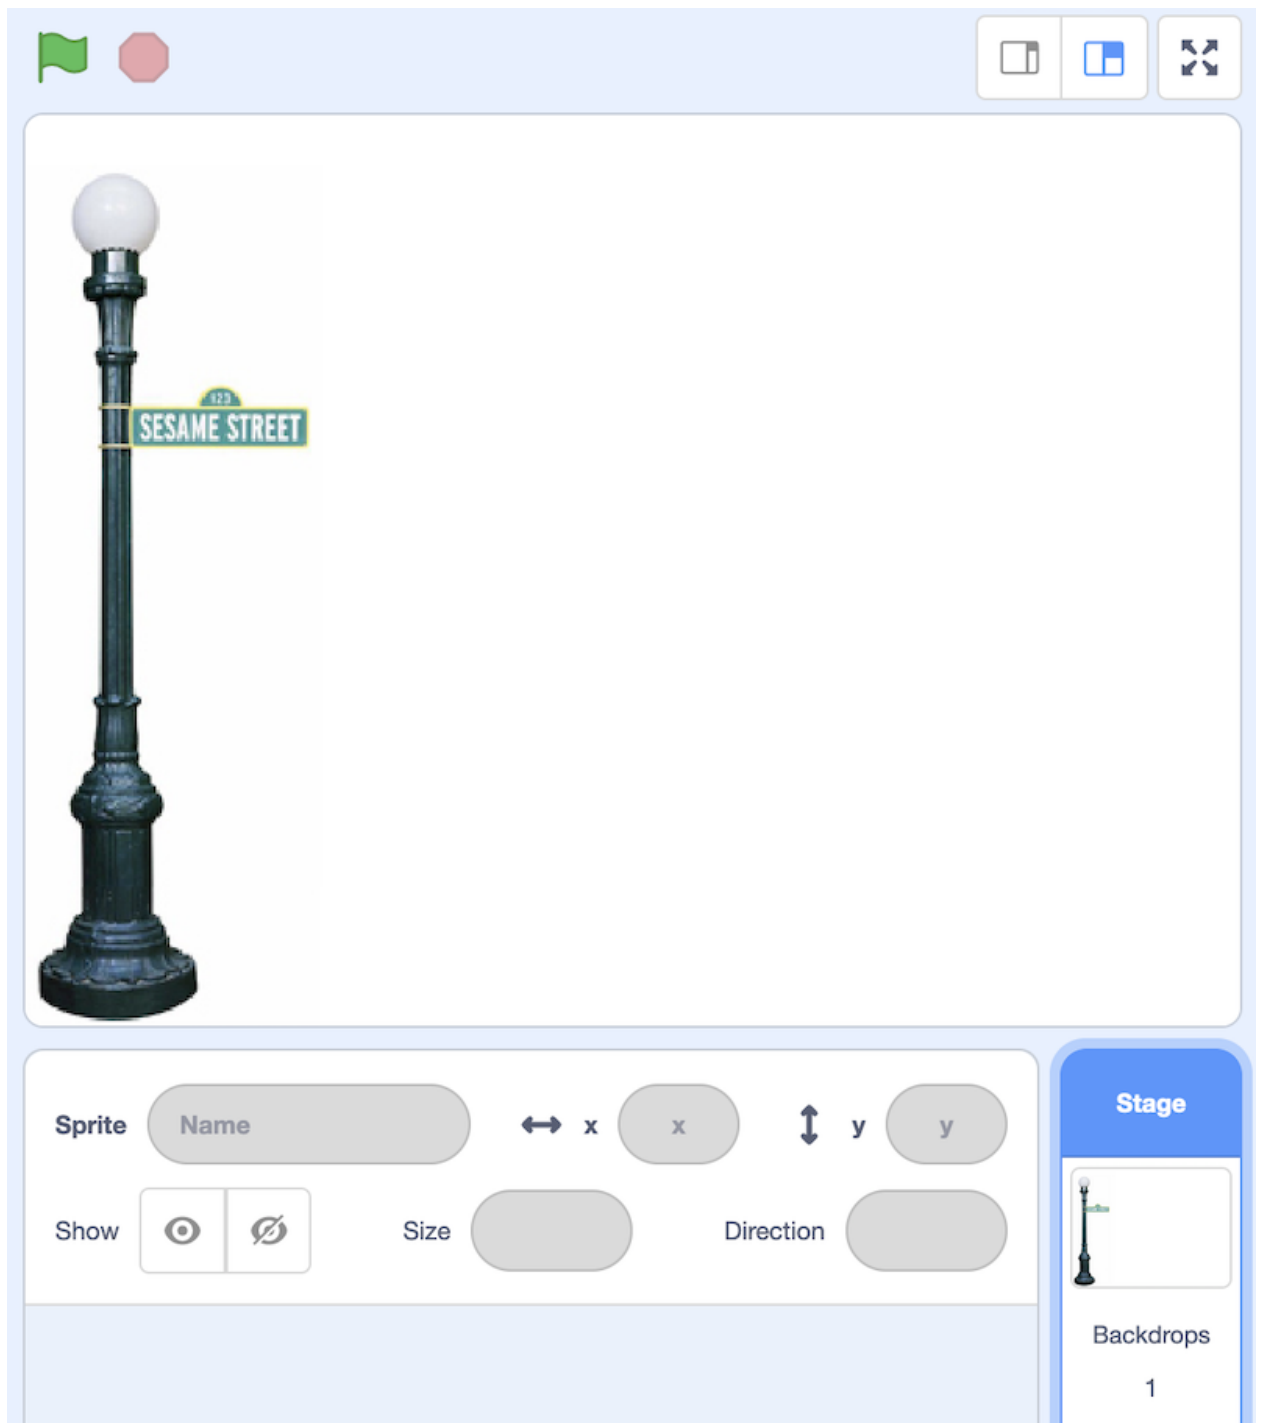 123
SESAME STREET
Sprite Name x x y y
Show Size Direction
Stage
Backdrops
1